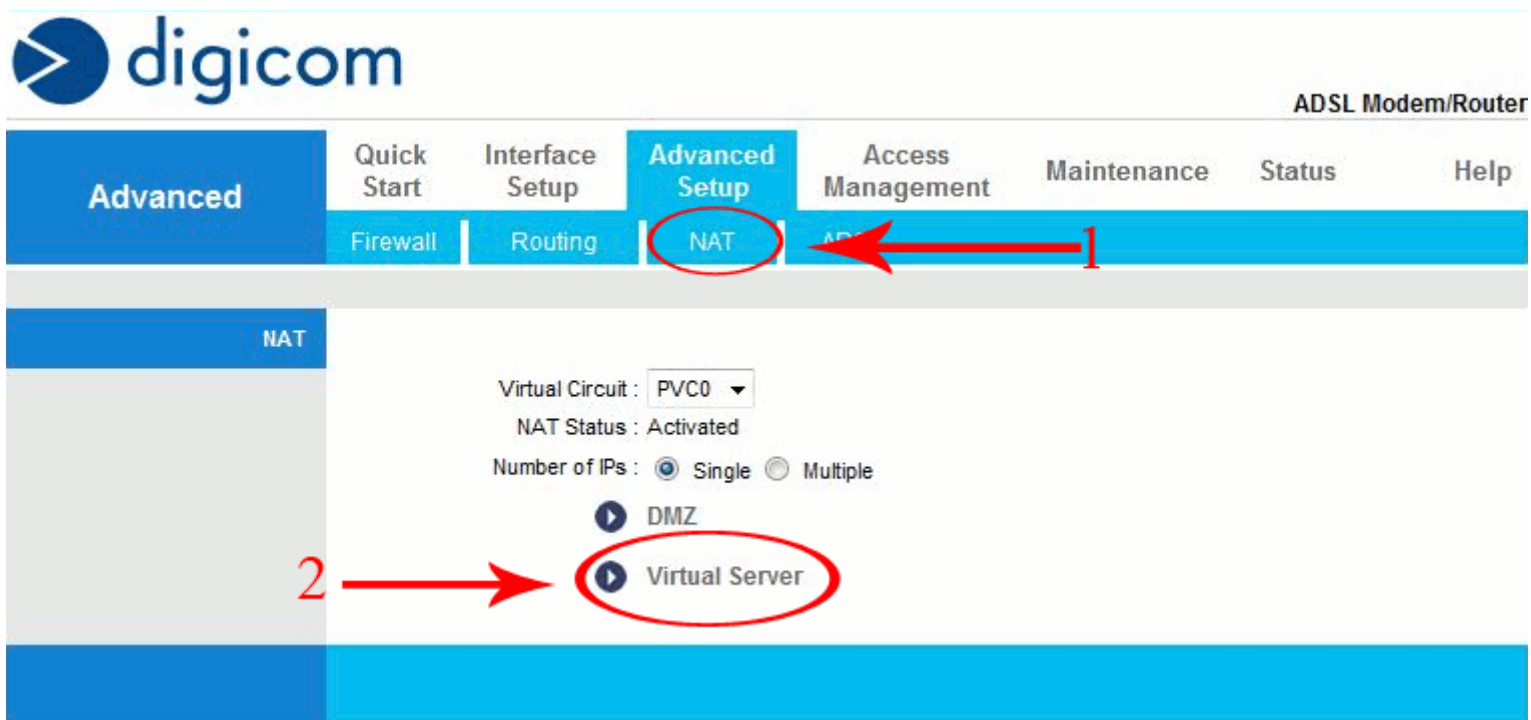 digicom
ADSL Modem/Router
Advanced
Quick Start
Interface Setup
Advanced Setup
Access Management
Maintenance
Status
Help
Firewall
Routing
NAT
1
NAT
Virtual Circuit : PVC0
NAT Status : Activated
Number of IPs : Single Multiple
DMZ
2
Virtual Server